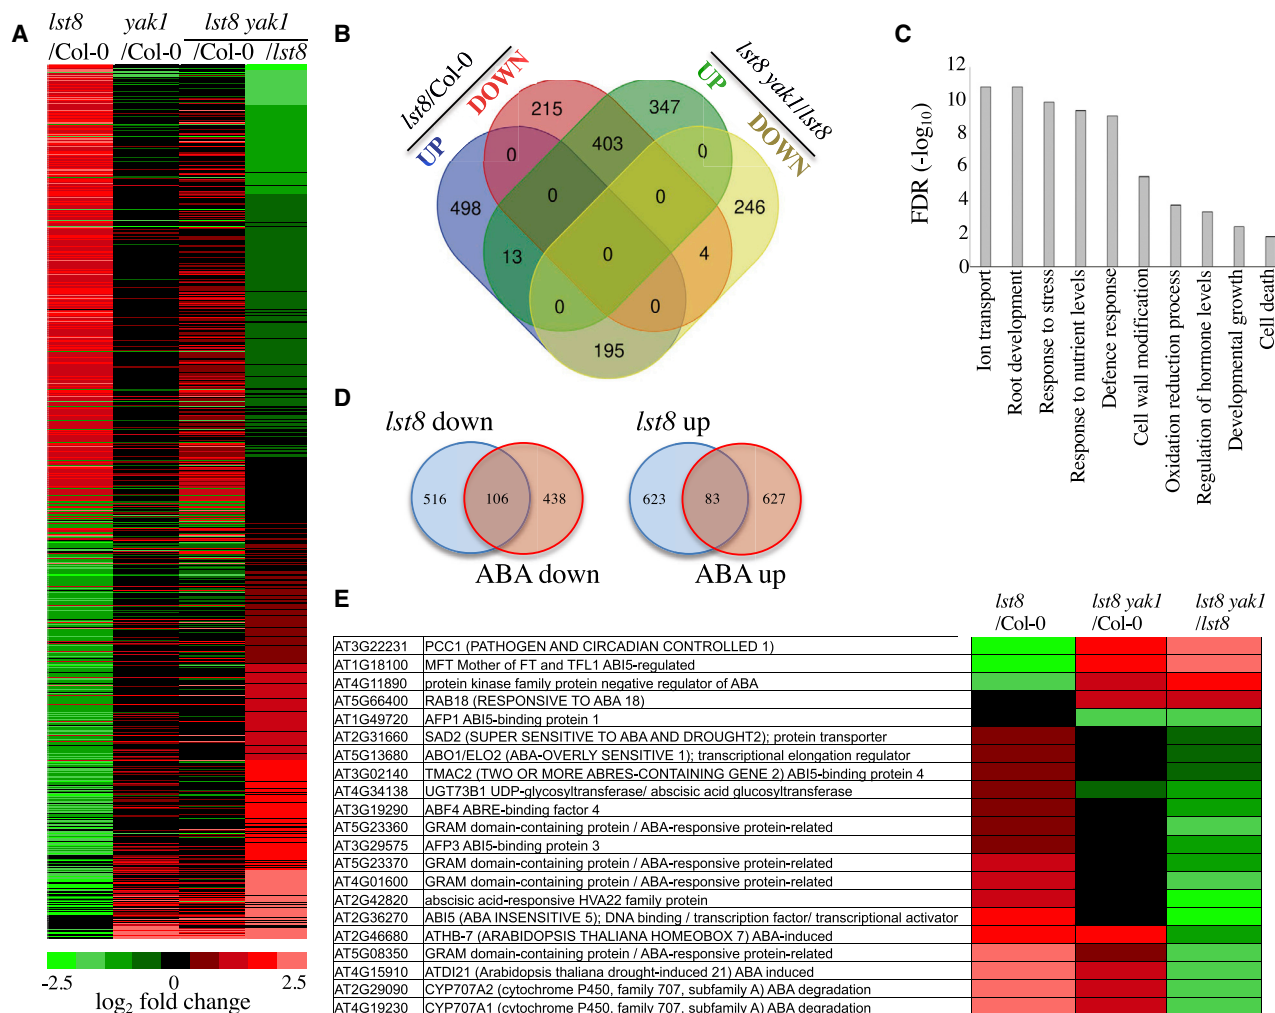 A
lst8 yak1 lst8 yak1
/Col-0 /Col-0 /Col-0 /lst8
-2.5 0 2.5
log2 fold change
B
lst8/Col-0
UP DOWN
lst8 yak1/lst8
UP DOWN
215 347
0 403 0
498 0 0 246
13 0 4
0 0
195
C
FDR (-log10)
12
10
8
6
4
2
0
Ion transport
Root development
Response to stress
Response to nutrient levels
Defence response
Cell wall modification
Oxidation reduction process
Regulation of hormone levels
Developmental growth
Cell death
D
lst8 down lst8 up
516 106 438 623 83 627
ABA down ABA up
E
lst8 lst8 yak1 lst8 yak1
/Col-0 /Col-0 /lst8
AT3G22231 PCC1 (PATHOGEN AND CIRCADIAN CONTROLLED 1)
AT1G18100 MFT Mother of FT and TFL1 ABI5-regulated
AT4G11890 protein kinase family protein negative regulator of ABA
AT5G66400 RAB18 (RESPONSIVE TO ABA 18)
AT1G49720 AFP1 ABI5-binding protein 1
AT2G31660 SAD2 (SUPER SENSITIVE TO ABA AND DROUGHT2); protein transporter
AT5G13680 ABO1/ELO2 (ABA-OVERLY SENSITIVE 1); transcriptional elongation regulator
AT3G02140 TMAC2 (TWO OR MORE ABRES-CONTAINING GENE 2) ABI5-binding protein 4
AT4G34138 UGT73B1 UDP-glycosyltransferase/ abscisic acid glucosyltransferase
AT3G19290 ABF4 ABRE-binding factor 4
AT5G23360 GRAM domain-containing protein / ABA-responsive protein-related
AT3G29575 AFP3 ABI5-binding protein 3
AT5G23370 GRAM domain-containing protein / ABA-responsive protein-related
AT4G01600 GRAM domain-containing protein / ABA-responsive protein-related
AT2G42820 abscisic acid-responsive HVA22 family protein
AT2G36270 ABI5 (ABA INSENSITIVE 5); DNA binding / transcription factor/ transcriptional activator
AT2G46680 ATHB-7 (ARABIDOPSIS THALIANA HOMEOBOX 7) ABA-induced
AT5G08350 GRAM domain-containing protein / ABA-responsive protein-related
AT4G15910 ATDI21 (Arabidopsis thaliana drought-induced 21) ABA induced
AT2G29090 CYP707A2 (cytochrome P450, family 707, subfamily A) ABA degradation
AT4G19230 CYP707A1 (cytochrome P450, family 707, subfamily A) ABA degradation